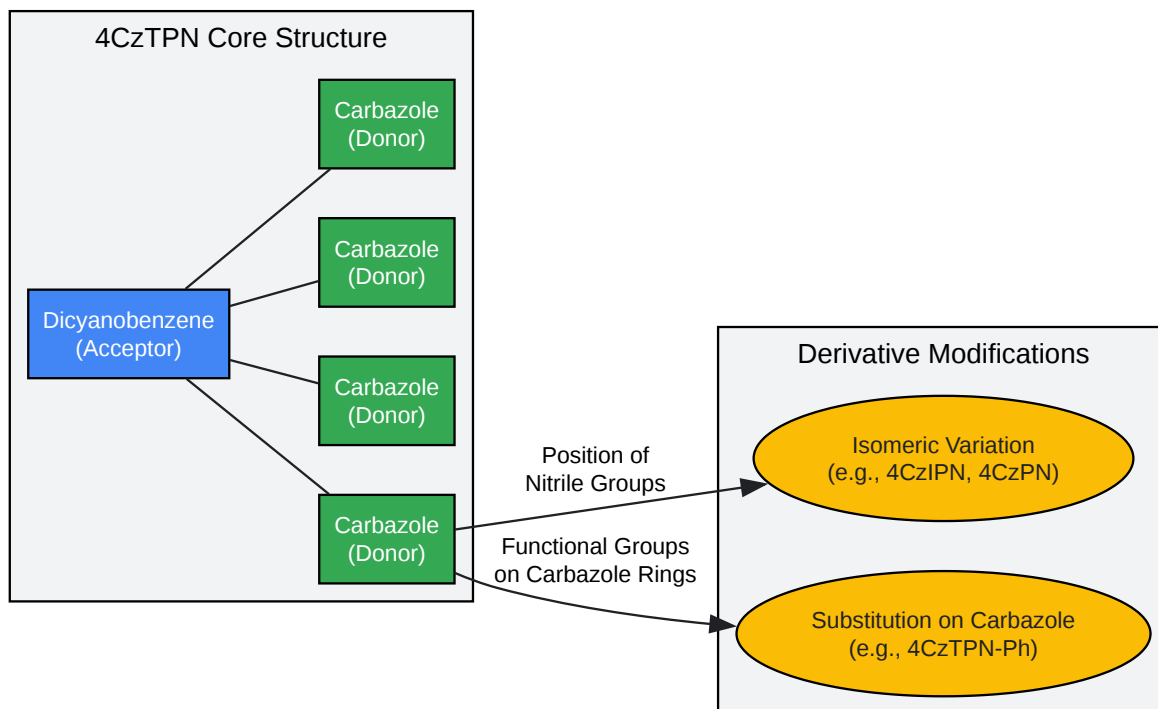 4CzTPN Core Structure
Carbazole
(Donor)
Carbazole
(Donor)
Dicyanobenzene
(Acceptor)
Carbazole
(Donor)
Carbazole
(Donor)
Position of
Nitrile Groups
Functional Groups
on Carbazole Rings
Derivative Modifications
Isomeric Variation
(e.g., 4CzIPN, 4CzPN)
Substitution on Carbazole
(e.g., 4CzTPN-Ph)